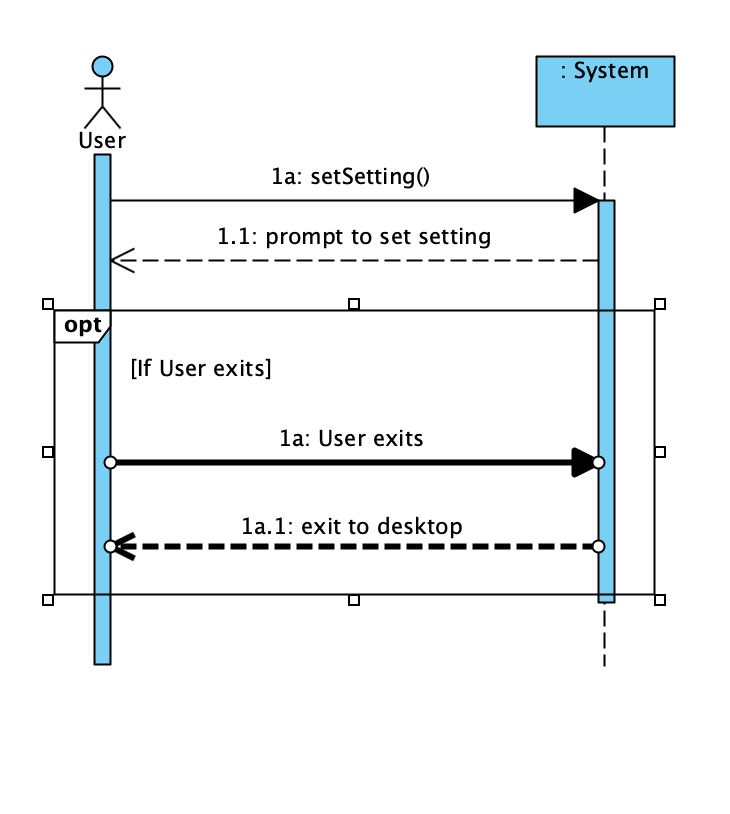 : System
User
1a: setSetting()
1.1: prompt to set setting
opt
[If User exits]
1a: User exits
1a.1: exit to desktop